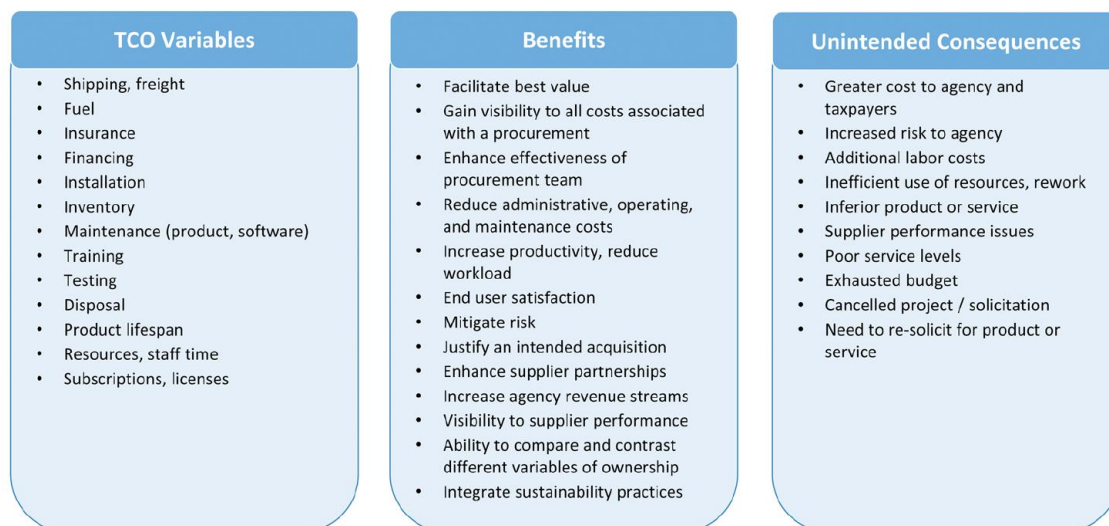 TCO Variables
• Shipping, freight
• Fuel
• Insurance
• Financing
• Installation
• Inventory
• Maintenance (product, software)
• Training
• Testing
• Disposal
• Product lifespan
• Resources, staff time
• Subscriptions, licenses
Benefits
• Facilitate best value
• Gain visibility to all costs associated
with a procurement
• Enhance effectiveness of
procurement team
• Reduce administrative, operating,
and maintenance costs
• Increase productivity, reduce
workload
• End user satisfaction
• Mitigate risk
• Justify an intended acquisition
• Enhance supplier partnerships
• Increase agency revenue streams
• Visibility to supplier performance
• Ability to compare and contrast
different variables of ownership
• Integrate sustainability practices
Unintended Consequences
• Greater cost to agency and
taxpayers
• Increased risk to agency
• Additional labor costs
• Inefficient use of resources, rework
• Inferior product or service
• Supplier performance issues
• Poor service levels
• Exhausted budget
• Cancelled project / solicitation
• Need to re-solicit for product or
service